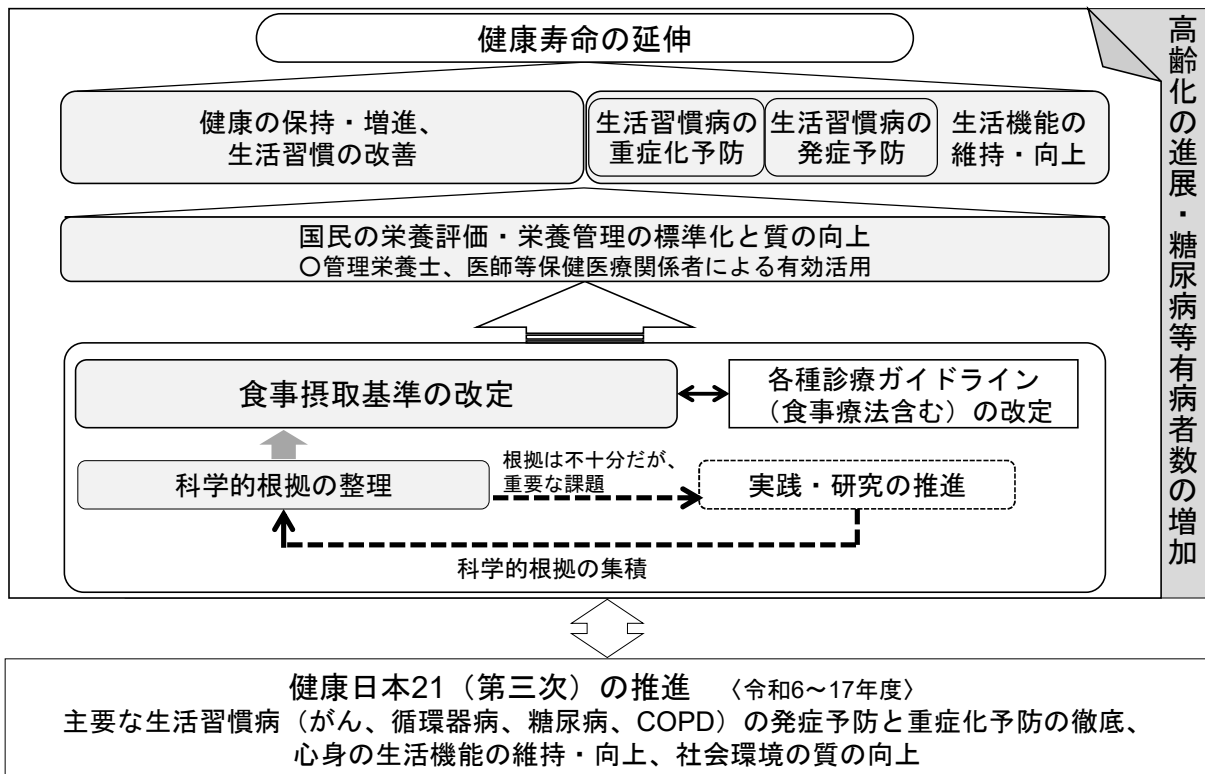 健康寿命の延伸
健康の保持・増進、
生活習慣の改善
生活習慣病の
重症化予防
生活習慣病の
発症予防
生活機能の
維持・向上
国民の栄養評価・栄養管理の標準化と質の向上
○管理栄養士、医師等保健医療関係者による有効活用
食事摂取基準の改定
各種診療ガイドライン
（食事療法含む）の改定
科学的根拠の整理
根拠は不十分だが、
重要な課題
実践・研究の推進
科学的根拠の集積
高齢化の進展・糖尿病等有病者数の増加
健康日本21（第三次）の推進 〈令和6～17年度〉
主要な生活習慣病（がん、循環器病、糖尿病、COPD）の発症予防と重症化予防の徹底、
心身の生活機能の維持・向上、社会環境の質の向上